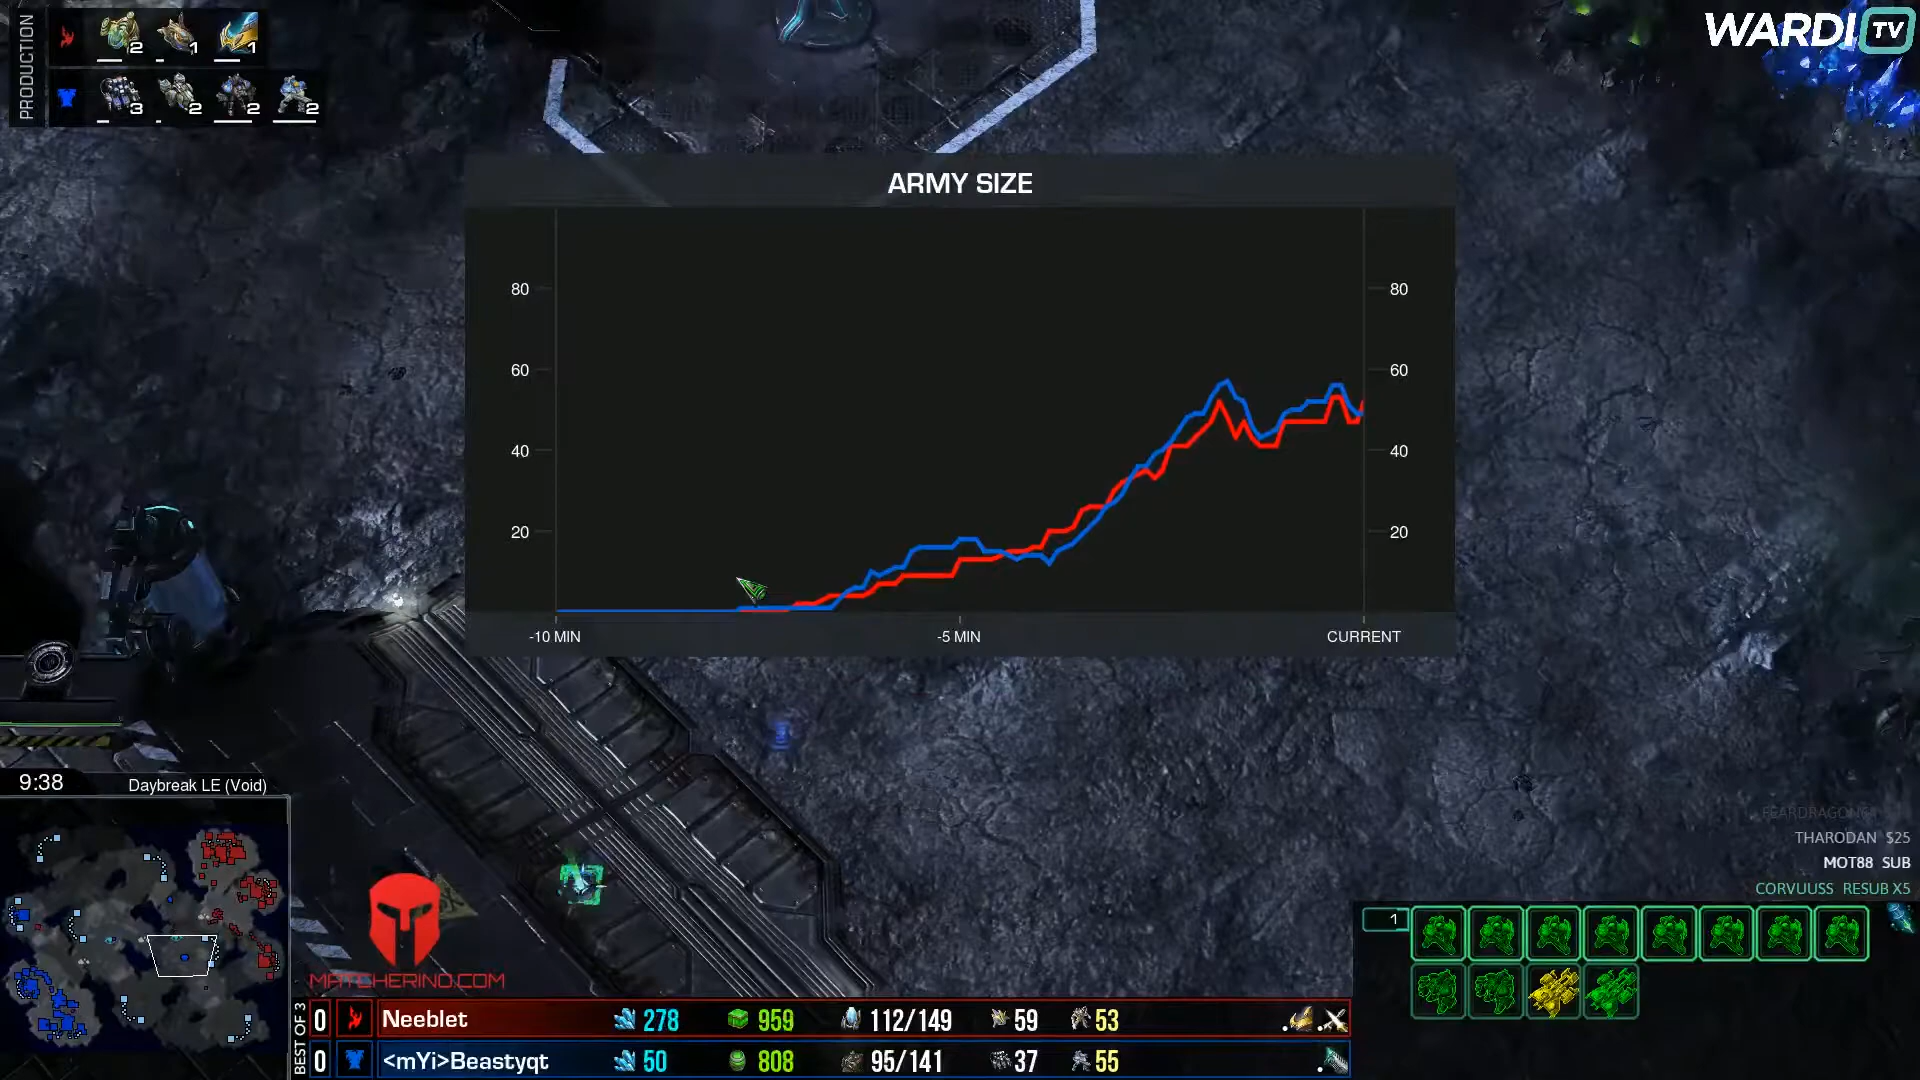 PRODUCTION
2
1
1
3
2
2
2
WARDI TV
ARMY SIZE
80
80
60
60
40
40
20
20
-10 MIN
-5 MIN
CURRENT
9:38
Daybreak LE (Void)
FEARDRAGON64
THARODAN $25
MOT88 SUB
CORVUUSS RESUB X5
MATCHERINO.COM
1
BEST OF 3
0 Neeblet 278 959 112/149 59 53
0 <mYi>Beastyqt 50 808 95/141 37 55